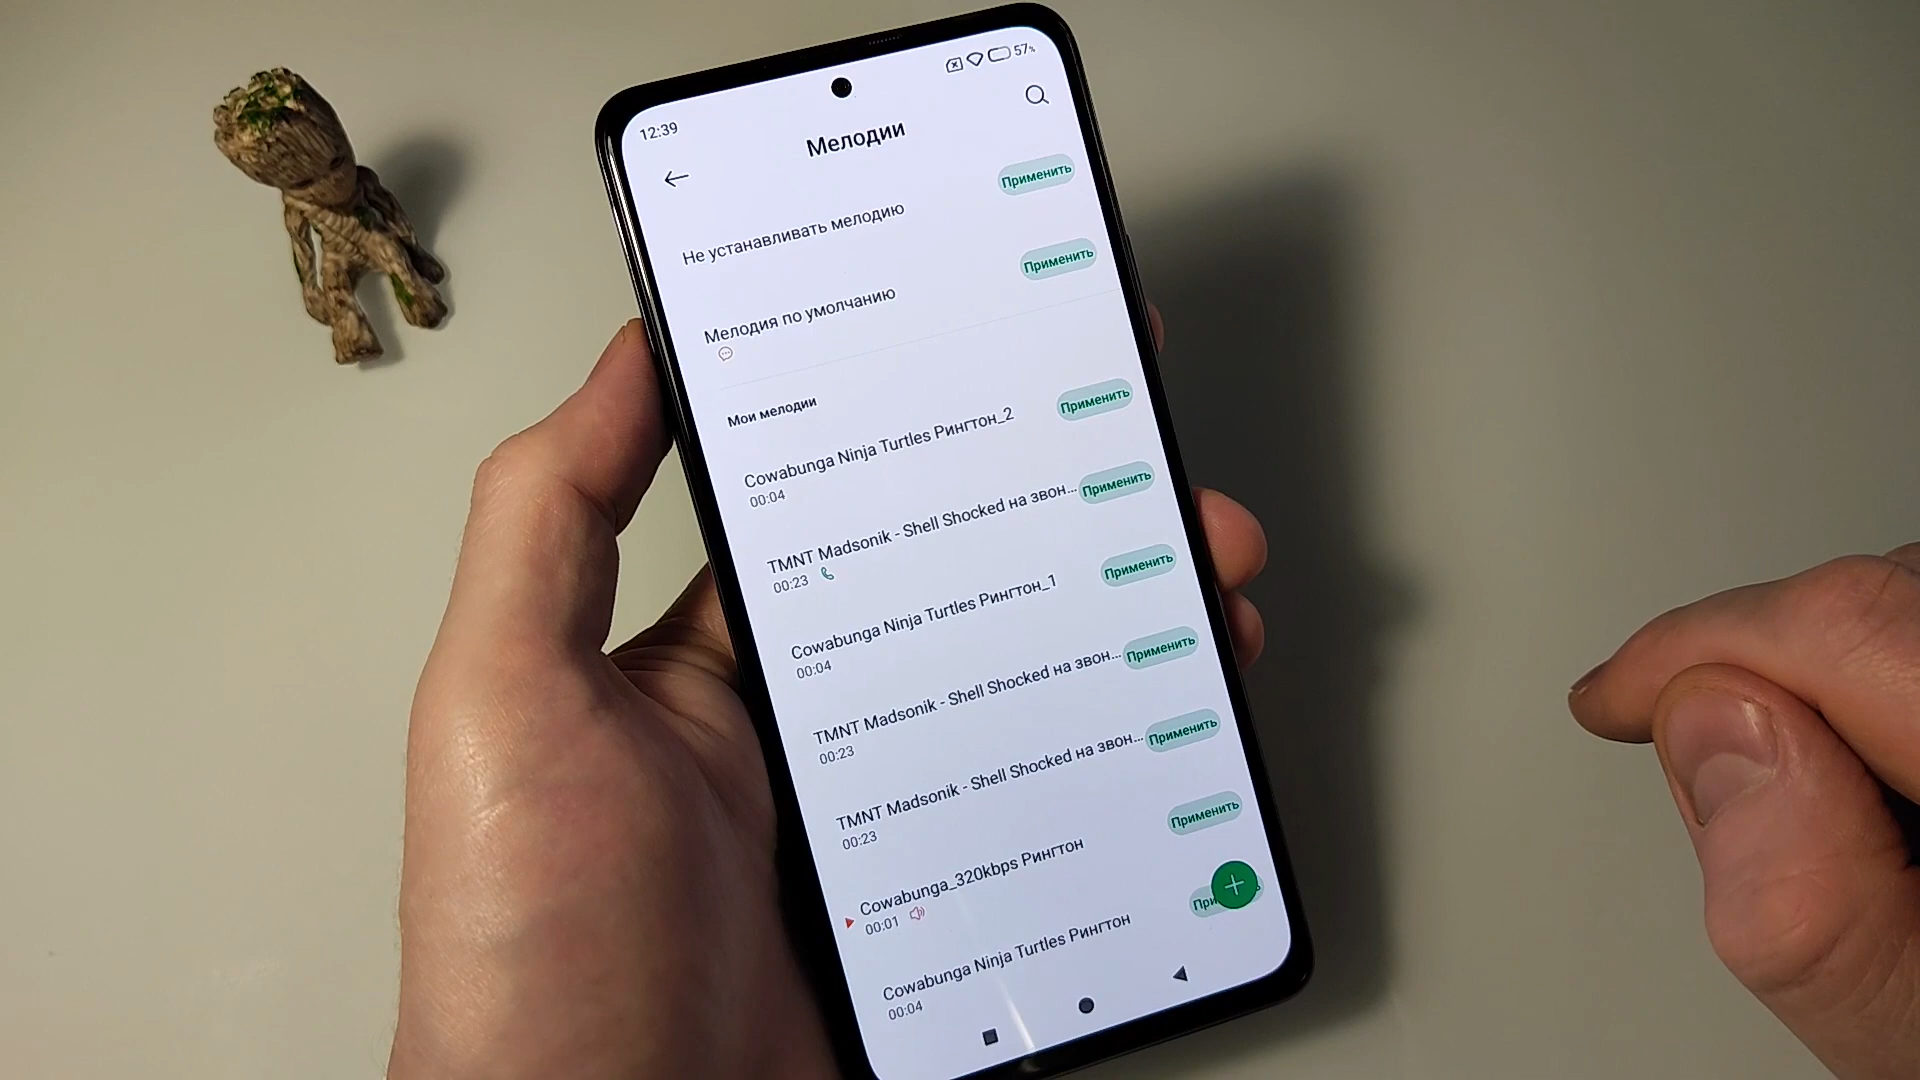 12:39
57%
Мелодии
Не устанавливать мелодию
Применить
Мелодия по умолчанию
Применить
Мои мелодии
Cowabunga Ninja Turtles Рингтон_2
Применить
00:04
TMNT Madsonik - Shell Shocked на звон...
Применить
00:23
Cowabunga Ninja Turtles Рингтон_1
Применить
00:04
TMNT Madsonik - Shell Shocked на звон...
Применить
00:23
TMNT Madsonik - Shell Shocked на звон...
Применить
00:23
Cowabunga_320kbps Рингтон
Применить
00:01
Cowabunga Ninja Turtles Рингтон
00:04